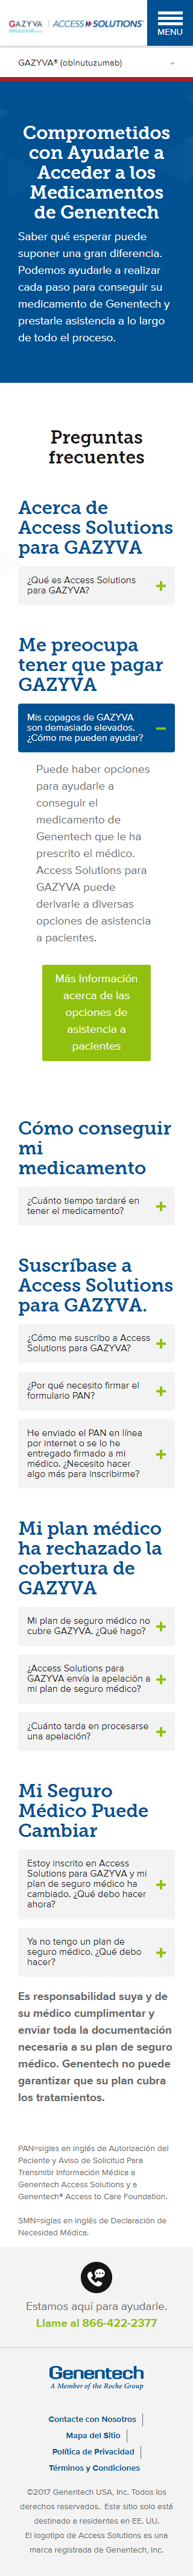 GAZYVA
obinutuzumab
ACCESS SOLUTIONS
MENU
GAZYVA® (obinutuzumab)
Comprometidos
con Ayudarle a
Acceder a los
Medicamentos
de Genentech
Saber qué esperar puede
suponer una gran diferencia.
Podemos ayudarle a realizar
cada paso para conseguir su
medicamento de Genentech y
prestarle asistencia a lo largo
de todo el proceso.
Preguntas
frecuentes
Acerca de
Access Solutions
para GAZYVA
¿Qué es Access Solutions
para GAZYVA?
Me preocupa
tener que pagar
GAZYVA
Mis copagos de GAZYVA
son demasiado elevados.
¿Cómo me pueden ayudar?
Puede haber opciones
para ayudarle a
conseguir el
medicamento de
Genentech que le ha
prescrito el médico.
Access Solutions para
GAZYVA puede
derivarle a diversas
opciones de asistencia
a pacientes.
Más Información
acerca de las
opciones de
asistencia a
pacientes
Cómo conseguir
mi
medicamento
¿Cuánto tiempo tardaré en
tener el medicamento?
Suscríbase a
Access Solutions
para GAZYVA.
¿Cómo me suscribo a Access
Solutions para GAZYVA?
¿Por qué necesito firmar el
formulario PAN?
He enviado el PAN en línea
por internet o se lo he
entregado firmado a mi
médico. ¿Necesito hacer
algo más para inscribirme?
Mi plan médico
ha rechazado la
cobertura de
GAZYVA
Mi plan de seguro médico no
cubre GAZYVA. ¿Qué hago?
¿Access Solutions para
GAZYVA envía la apelación a
mi plan de seguro médico?
¿Cuánto tarda en procesarse
una apelación?
Mi Seguro
Médico Puede
Cambiar
Estoy inscrito en Access
Solutions para GAZYVA y mi
plan de seguro médico ha
cambiado. ¿Qué debo hacer
ahora?
Ya no tengo un plan de
seguro médico. ¿Qué debo
hacer?
Es responsabilidad suya y de
su médico cumplimentar y
enviar toda la documentación
necesaria a su plan de seguro
médico. Genentech no puede
garantizar que su plan cubra
los tratamientos.
PAN=siglas en inglés de Autorización del
Paciente y Aviso de Solicitud Para
Transmitir Información Médica a
Genentech Access Solutions y a
Genentech® Access to Care Foundation.
SMN=siglas en inglés de Declaración de
Necesidad Médica.
Estamos aquí para ayudarle.
Llame al 866-422-2377
Genentech
A Member of the Roche Group
Contacte con Nosotros
Mapa del Sitio
Política de Privacidad
Términos y Condiciones
©2017 Genentech USA, Inc. Todos los
derechos reservados. Este sitio solo está
destinado a residentes en EE. UU.
El logotipo de Access Solutions es una
marca registrada de Genentech, Inc.